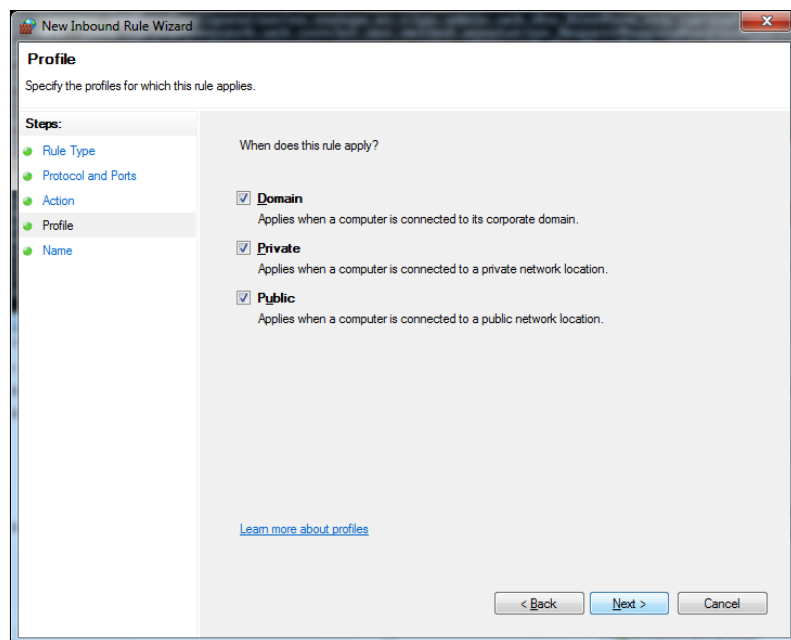 New Inbound Rule Wizard
Profile
Specify the profiles for which this rule applies.
Steps:
Rule Type
Protocol and Ports
Action
Profile
Name
When does this rule apply?
Domain
Applies when a computer is connected to its corporate domain.
Private
Applies when a computer is connected to a private network location.
Public
Applies when a computer is connected to a public network location.
Learn more about profiles
< Back
Next >
Cancel